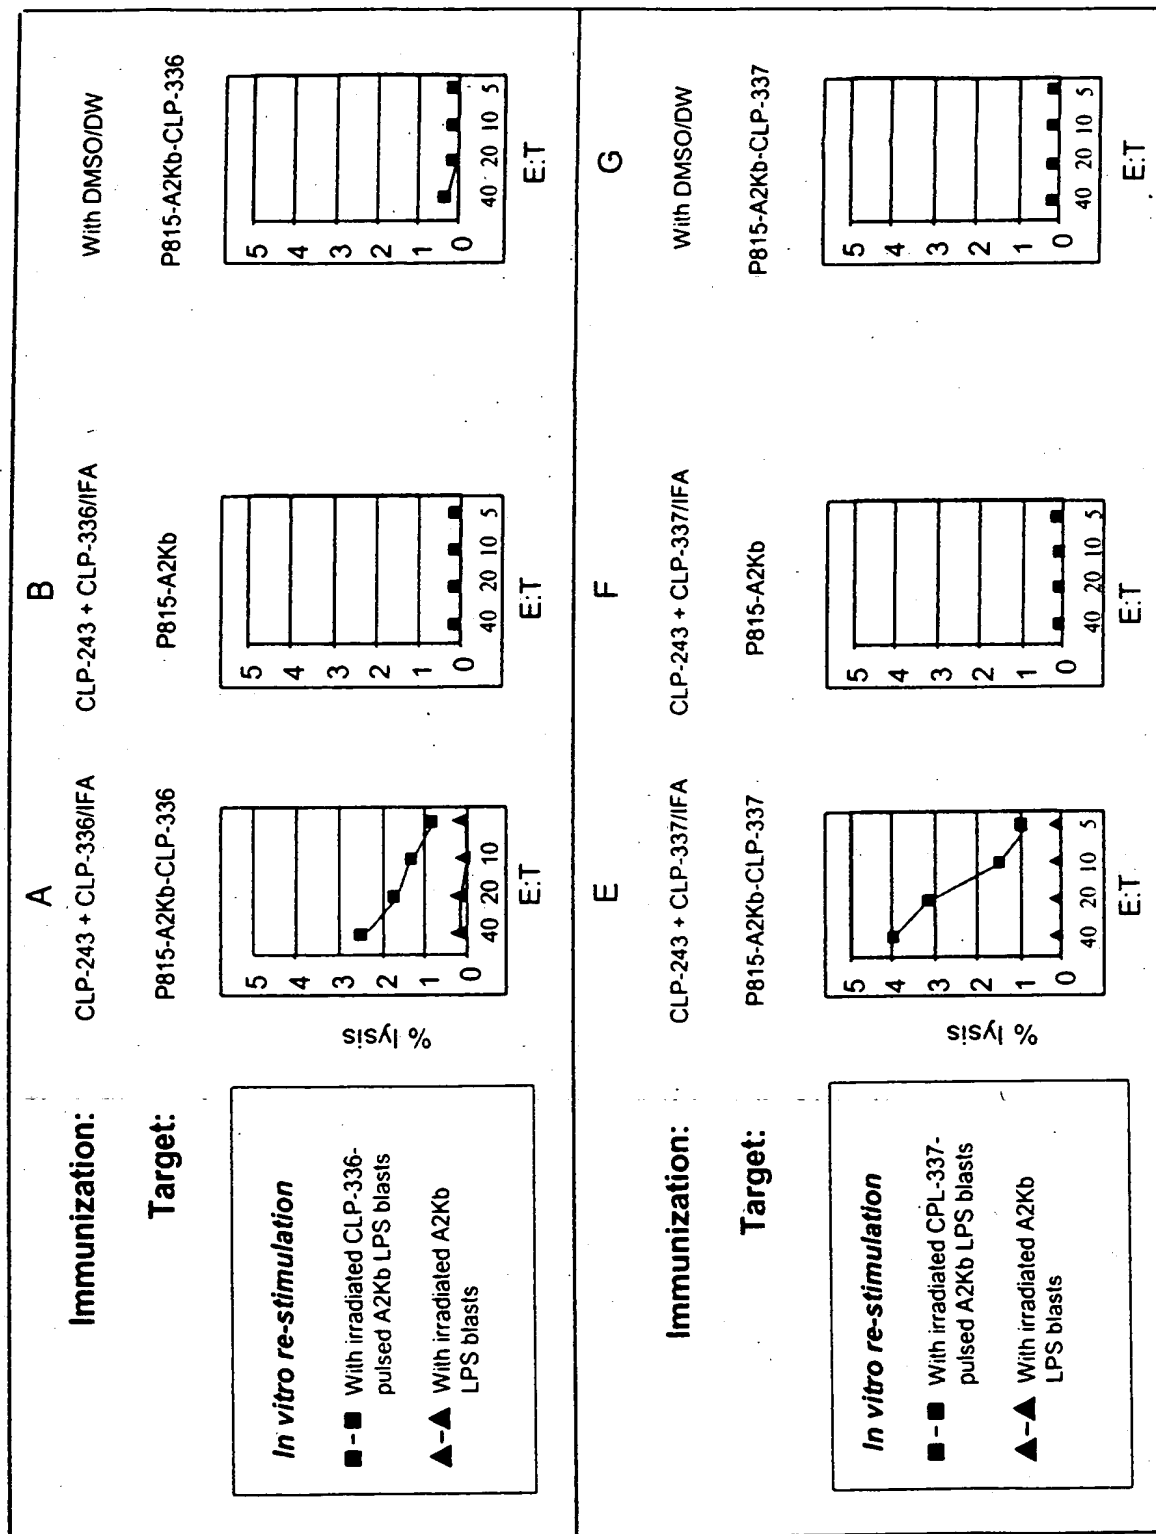 A
B
Immunization:
CLP-243 + CLP-336/IFA
CLP-243 + CLP-336/IFA
With DMSO/DW
Target:
P815-A2Kb-CLP-336
P815-A2Kb
P815-A2Kb-CLP-336
In vitro re-stimulation
With irradiated CLP-336-
pulsed A2Kb LPS blasts
With irradiated A2Kb
LPS blasts
% lysis
5
4
3
2
1
0
40 20 10 5
E:T
5
4
3
2
1
0
40 20 10 5
E:T
5
4
3
2
1
0
40 20 10 5
E:T
E
F
G
Immunization:
CLP-243 + CLP-337/IFA
CLP-243 + CLP-337/IFA
With DMSO/DW
Target:
P815-A2Kb-CLP-337
P815-A2Kb
P815-A2Kb-CLP-337
In vitro re-stimulation
With irradiated CPL-337-
pulsed A2Kb LPS blasts
With irradiated A2Kb
LPS blasts
% lysis
5
4
3
2
1
0
40 20 10 5
E:T
5
4
3
2
1
0
40 20 10 5
E:T
5
4
3
2
1
0
40 20 10 5
E:T